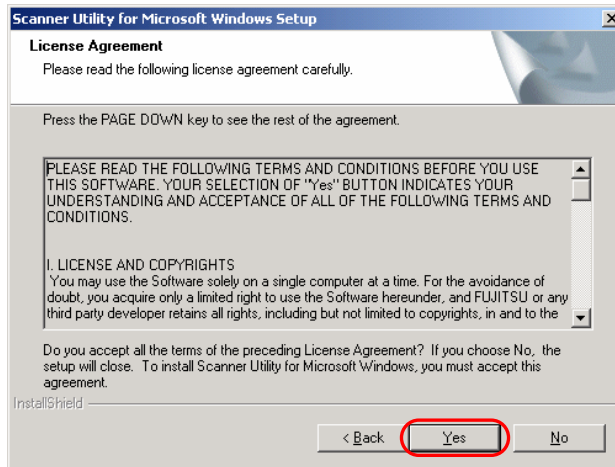 Scanner Utility for Microsoft Windows Setup
License Agreement
Please read the following license agreement carefully.
Press the PAGE DOWN key to see the rest of the agreement.
PLEASE READ THE FOLLOWING TERMS AND CONDITIONS BEFORE YOU USE
THIS SOFTWARE. YOUR SELECTION OF "Yes" BUTTON INDICATES YOUR
UNDERSTANDING AND ACCEPTANCE OF ALL OF THE FOLLOWING TERMS AND
CONDITIONS.
I. LICENSE AND COPYRIGHTS
You may use the Software solely on a single computer at a time. For the avoidance of
doubt, you acquire only a limited right to use the Software hereunder, and FUJITSU or any
third party developer retains all rights, including but not limited to copyrights, in and to the
Do you accept all the terms of the preceding License Agreement? If you choose No, the
setup will close. To install Scanner Utility for Microsoft Windows, you must accept this
agreement.
InstallShield
< Back Yes No